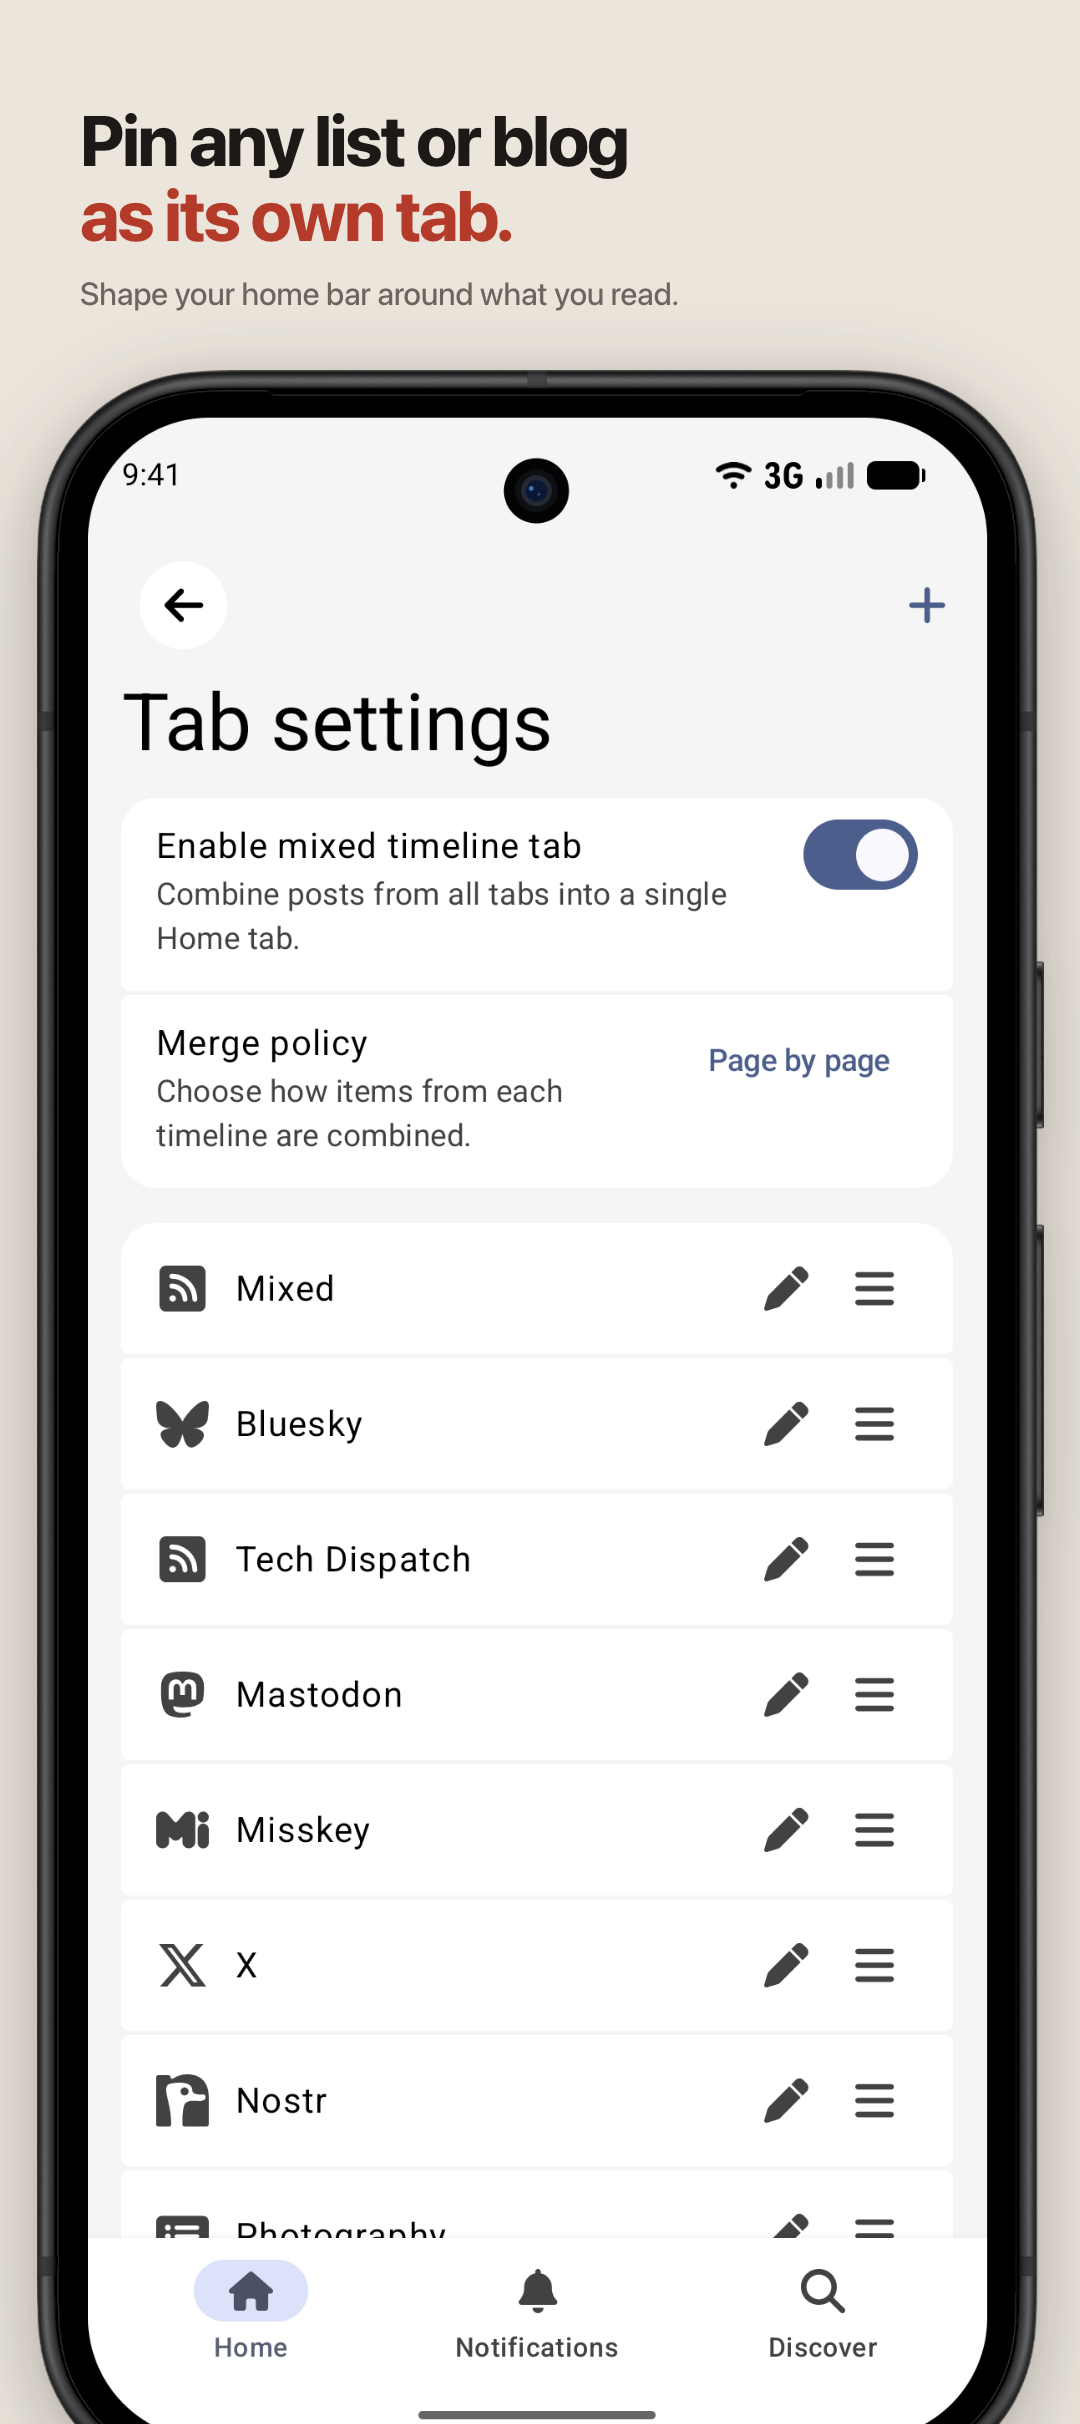 Pin any list or blog
as its own tab.
Shape your home bar around what you read.
9:41
3G
Tab settings
Enable mixed timeline tab
Combine posts from all tabs into a single
Home tab.
Merge policy
Page by page
Choose how items from each
timeline are combined.
Mixed
Bluesky
Tech Dispatch
Mastodon
Misskey
X
Nostr
Photography
Home
Notifications
Discover